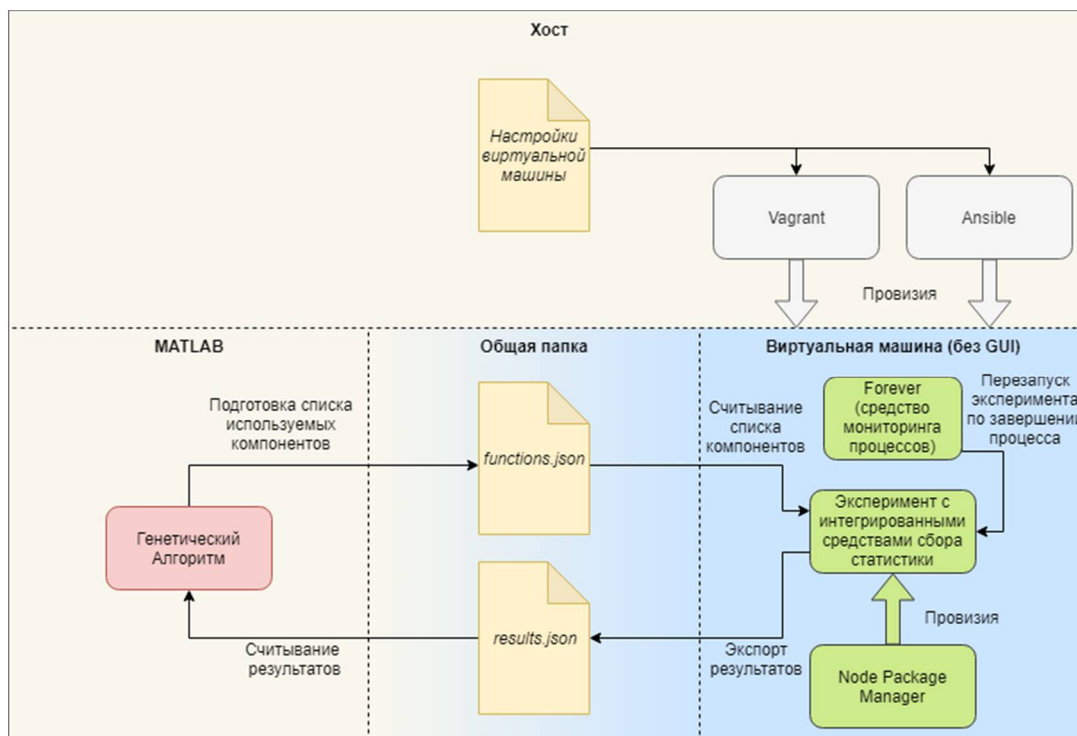 Хост
Настройки
виртуальной
машины
Vagrant
Ansible
Провизия
MATLAB
Общая папка
Виртуальная машина (без GUI)
Подготовка списка
используемых
компонентов
functions.json
Считывание
списка
компонентов
Forever
(средство
мониторинга
процессов)
Перезапуск
эксперимента
по завершении
процесса
Генетический
Алгоритм
Эксперимент с
интегрированными
средствами сбора
статистики
Считывание
результатов
results.json
Экспорт
результатов
Провизия
Node Package
Manager